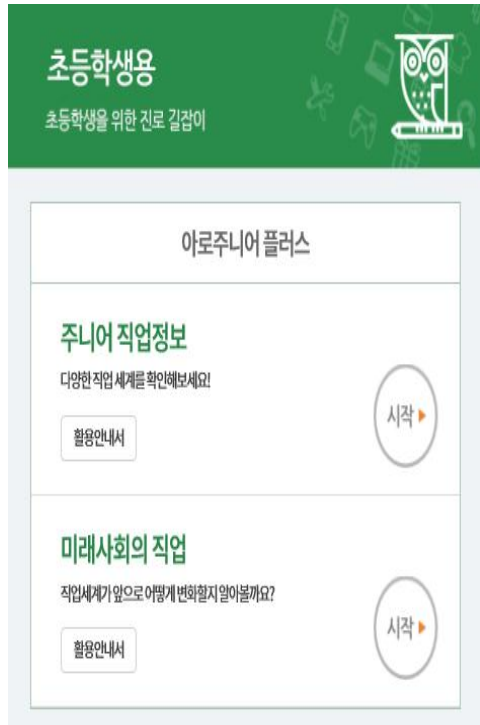 초등학생용
초등학생을 위한 진로 길잡이
아로주니어 플러스
주니어 직업정보
다양한 직업 세계를 확인해보세요!
활용안내서
시작
미래사회의 직업
직업세계가 앞으로 어떻게 변화할지 알아볼까요?
활용안내서
시작